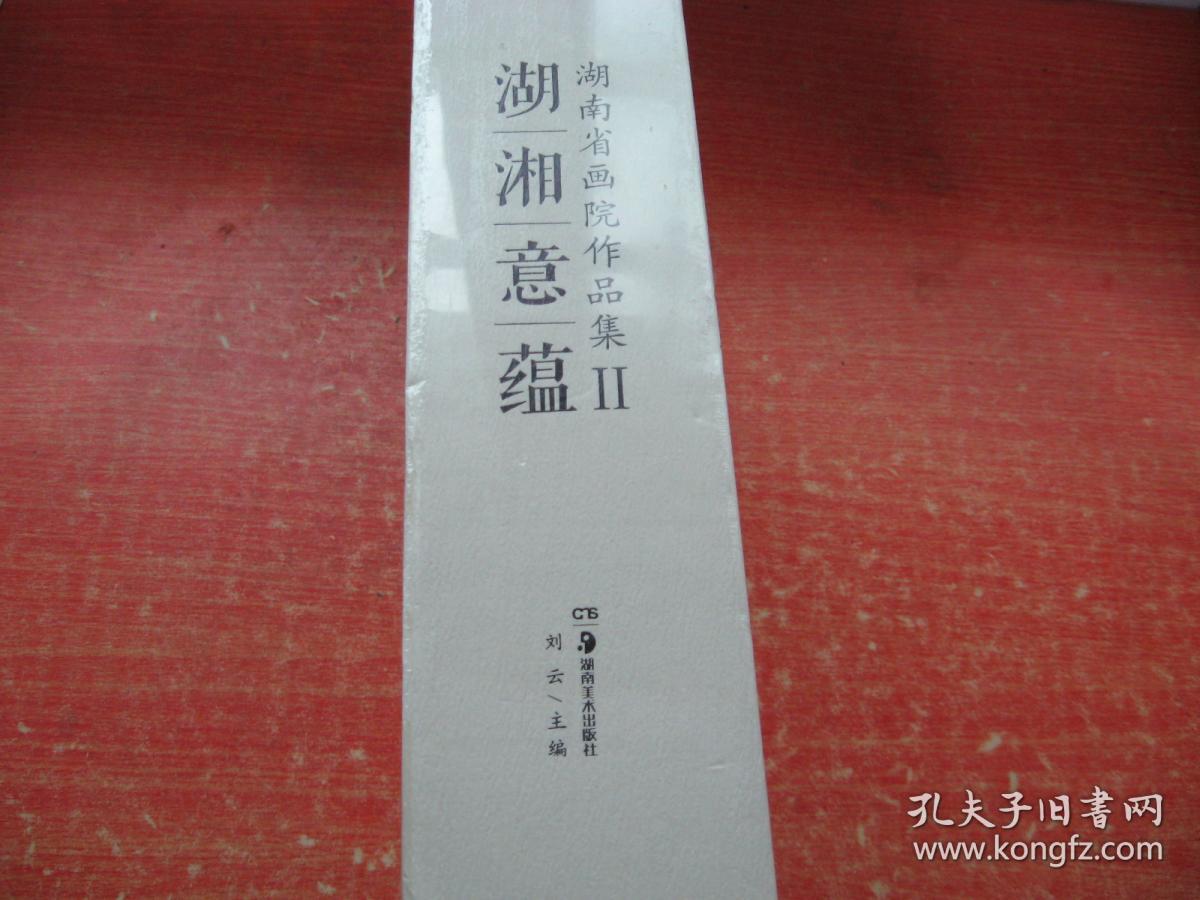 湖南省画院作品集 II
湖湘意蕴
CTS
湖南美术出版社
刘云\主编
孔夫子旧書网
www.kongfz.com